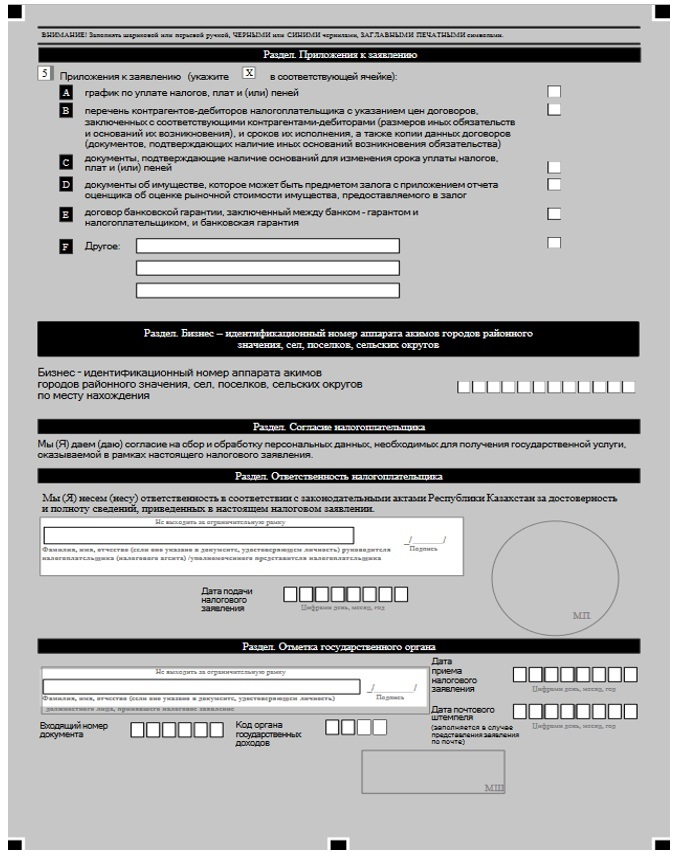 ВНИМАНИЕ! Заполнять шариковой или перьевой ручкой, ЧЕРНЫМИ или СИНИМИ чернилами, ЗАГЛАВНЫМИ ПЕЧАТНЫМИ символами.
Раздел. Приложения к заявлению
5 Приложения к заявлению (укажите X в соответствующей ячейке):
A график по уплате налогов, плат и (или) пеней
B перечень контрагентов-дебиторов налогоплательщика с указанием цен договоров,
заключенных с соответствующими контрагентами-дебиторами (размеров иных обязательств
и оснований их возникновения), и сроков их исполнения, а также копии данных договоров
(документов, подтверждающих наличие иных оснований возникновения обязательства)
C документы, подтверждающие наличие оснований для изменения срока уплаты налогов,
плат и (или) пеней
D документы об имуществе, которое может быть предметом залога с приложением отчета
оценщика об оценке рыночной стоимости имущества, предоставляемого в залог
E договор банковской гарантии, заключенный между банком - гарантом и
налогоплательщиком, и банковская гарантия
F Другое:
Раздел. Бизнес – идентификационный номер аппарата акимов городов районного
значения, сел, поселков, сельских округов
Бизнес - идентификационный номер аппарата акимов
городов районного значения, сел, поселков, сельских округов
по месту нахождения
Раздел. Согласие налогоплательщика
Мы (Я) даем (даю) согласие на сбор и обработку персональных данных, необходимых для получения государственной услуги,
оказываемой в рамках настоящего налогового заявления.
Раздел. Ответственность налогоплательщика
Мы (Я) несем (несу) ответственность в соответствии с законодательными актами Республики Казахстан за достоверность
и полноту сведений, приведенных в настоящем налоговом заявлении.
Не выходить за ограничительную рамку
_/______/
Фамилия, имя, отчество (если оно указано в документе, удостоверяющем личность) руководителя
Подпись
налогоплательщика (налогового агента) /уполномоченного представителя налогоплательщика
Дата подачи
налогового
заявления
Цифрами день, месяц, год
МП
Раздел. Отметка государственного органа
Не выходить за ограничительную рамку
_/________/
Фамилия, имя, отчество (если оно указано в документе, удостоверяющем личность)
Подпись
должностного лица, принявшего налоговое заявление
Дата
приема
налогового
заявления
Цифрами день, месяц, год
Дата почтового
штемпеля
(заполняется в случае
представления заявления
по почте)
Цифрами день, месяц, год
Входящий номер
документа
Код органа
государственных
доходов
МШ